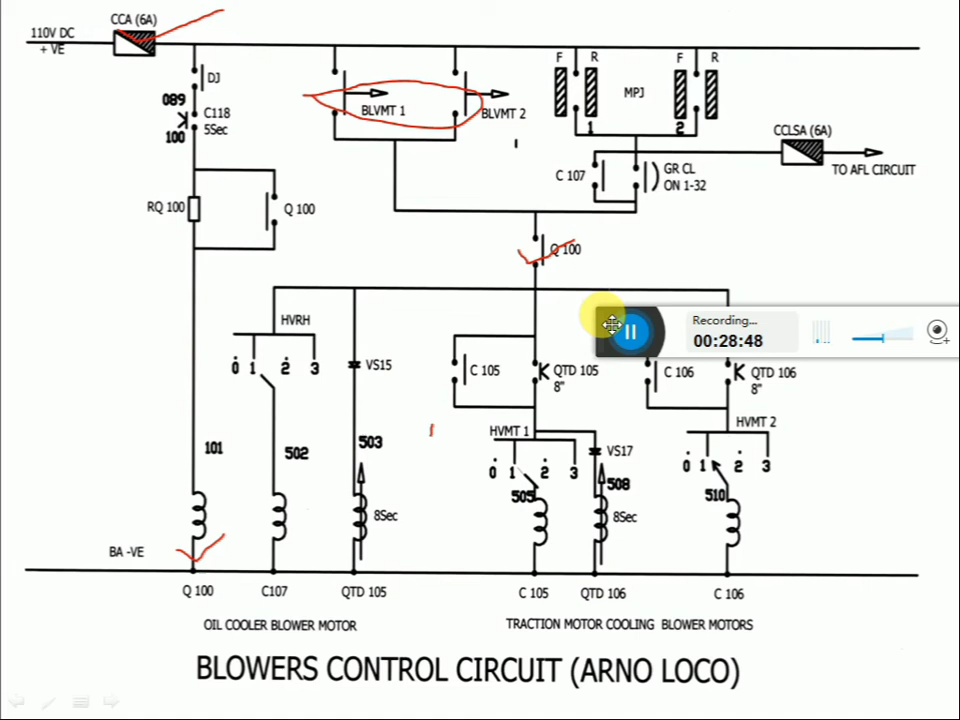 CCA (6A)
110V DC
+ VE
DJ
089
C118
100
5Sec
BLVMT 1
BLVMT 2
F
R
MPJ
F
R
1
2
CCLSA (6A)
TO AFL CIRCUIT
C 107
GR CL
ON 1-32
RQ 100
Q 100
Q 100
Recording...
00:28:48
HVRH
0 1 2 3
VS15
C 105
QTD 105
8"
C 106
QTD 106
8"
HVMT 1
0 1 2 3
VS17
HVMT 2
0 1 2 3
101
502
503
505
508
510
8Sec
8Sec
BA -VE
Q 100
C107
QTD 105
C 105
QTD 106
C 106
OIL COOLER BLOWER MOTOR
TRACTION MOTOR COOLING BLOWER MOTORS
BLOWERS CONTROL CIRCUIT (ARNO LOCO)